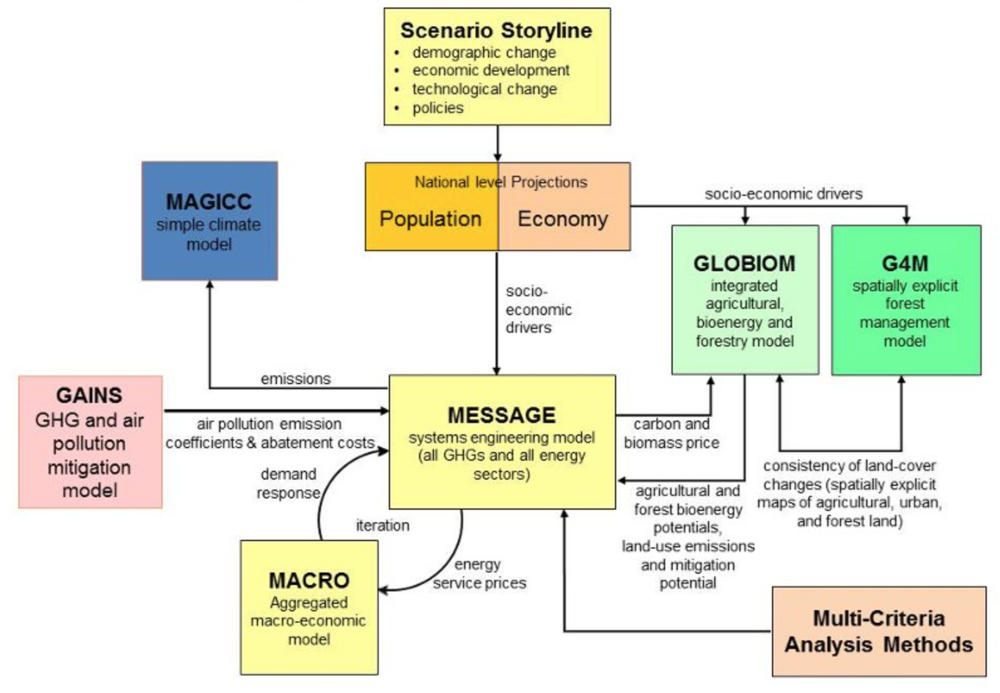 Scenario Storyline
• demographic change
• economic development
• technological change
• policies
National level Projections
Population
Economy
socio-economic drivers
MAGICC
simple climate
model
GLOBIOM
integrated
agricultural,
bioenergy and
forestry model
G4M
spatially explicit
forest
management
model
socio-
economic
drivers
emissions
GAINS
GHG and air
pollution
mitigation
model
air pollution emission
coefficients & abatement costs
MESSAGE
systems engineering model
(all GHGs and all energy
sectors)
carbon and
biomass price
consistency of land-cover
changes (spatially explicit
maps of agricultural, urban,
and forest land)
agricultural and
forest bioenergy
potentials,
land-use emissions
and mitigation
potential
demand
response
iteration
energy
service prices
MACRO
Aggregated
macro-economic
model
Multi-Criteria
Analysis Methods